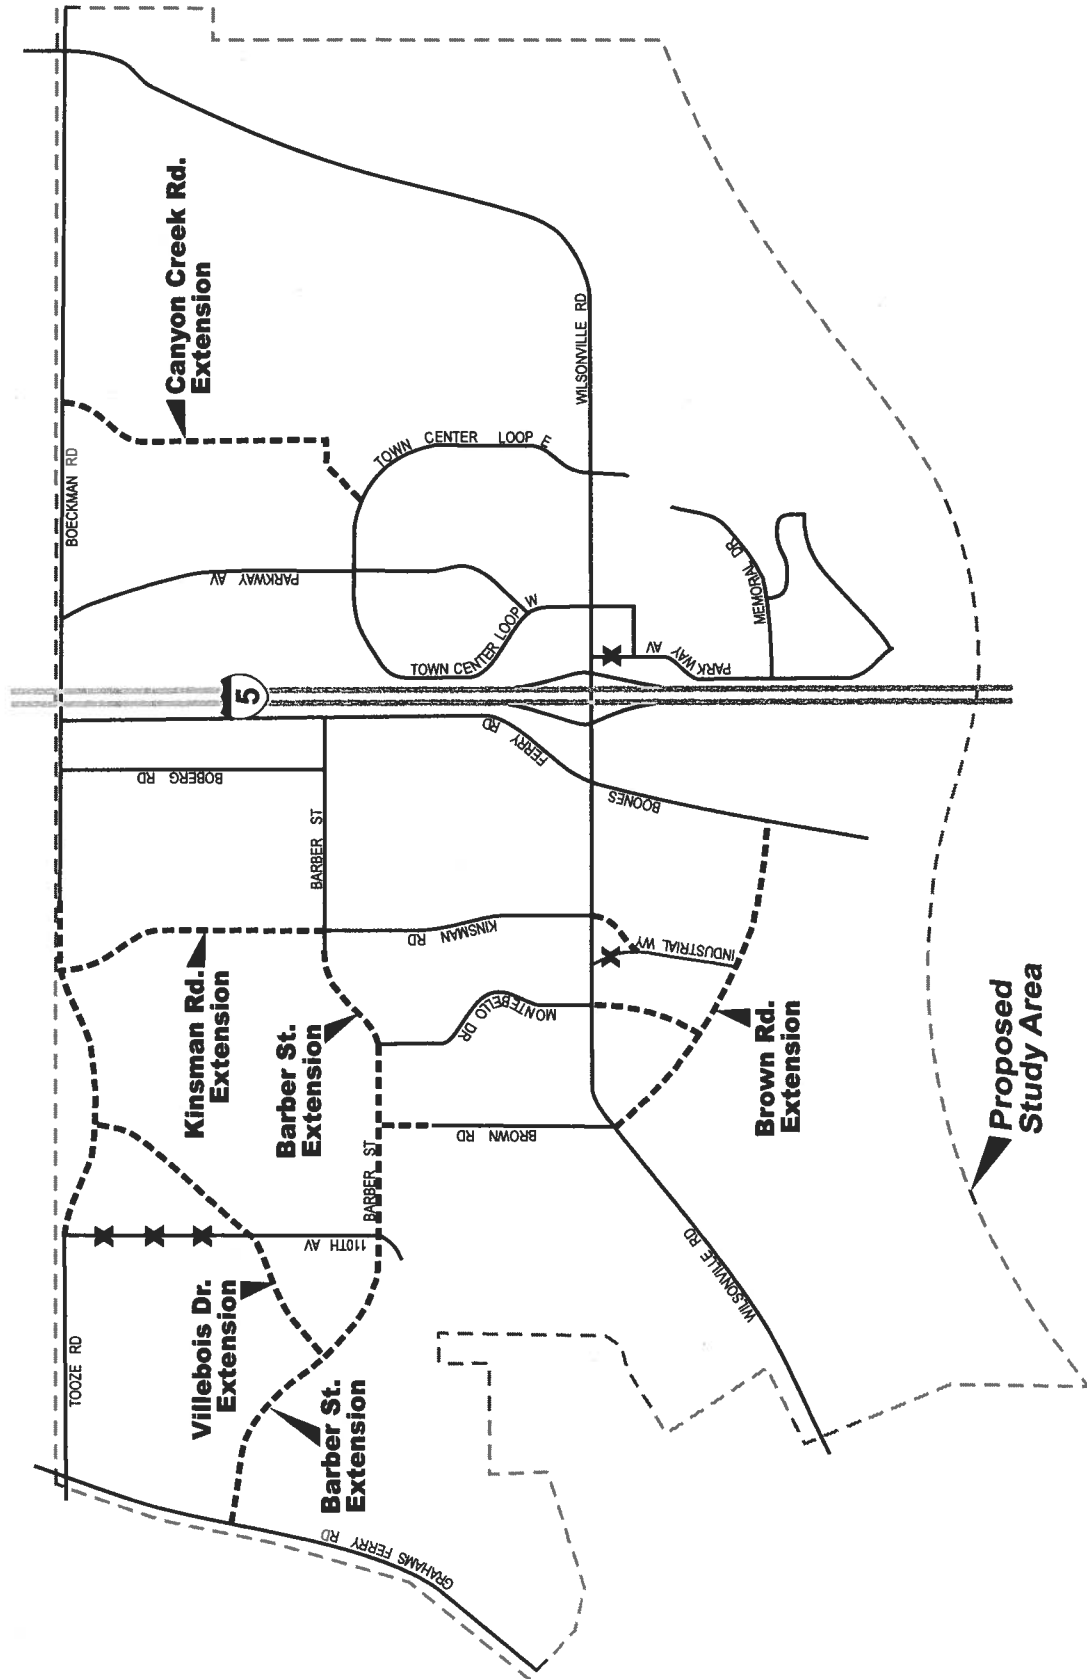 Canyon Creek Rd.
Extension
BOECKMAN RD
PARKWAY AV
TOWN CENTER LOOP E
TOWN CENTER LOOP W
WILSONVILLE RD
MEMORIAL DR
PARKWAY AV
5
BOBERG RD
BARBER ST
BOONES FERRY RD
Kinsman Rd.
Extension
KINSMAN RD
INDUSTRIAL WY
Barber St.
Extension
MONTEBELLO DR
BROWN RD
Brown Rd.
Extension
BARBER ST
110TH AV
TOOZE RD
Villebois Dr.
Extension
Barber St.
Extension
GRAHAMS FERRY RD
WILSONVILLE RD
Proposed
Study Area